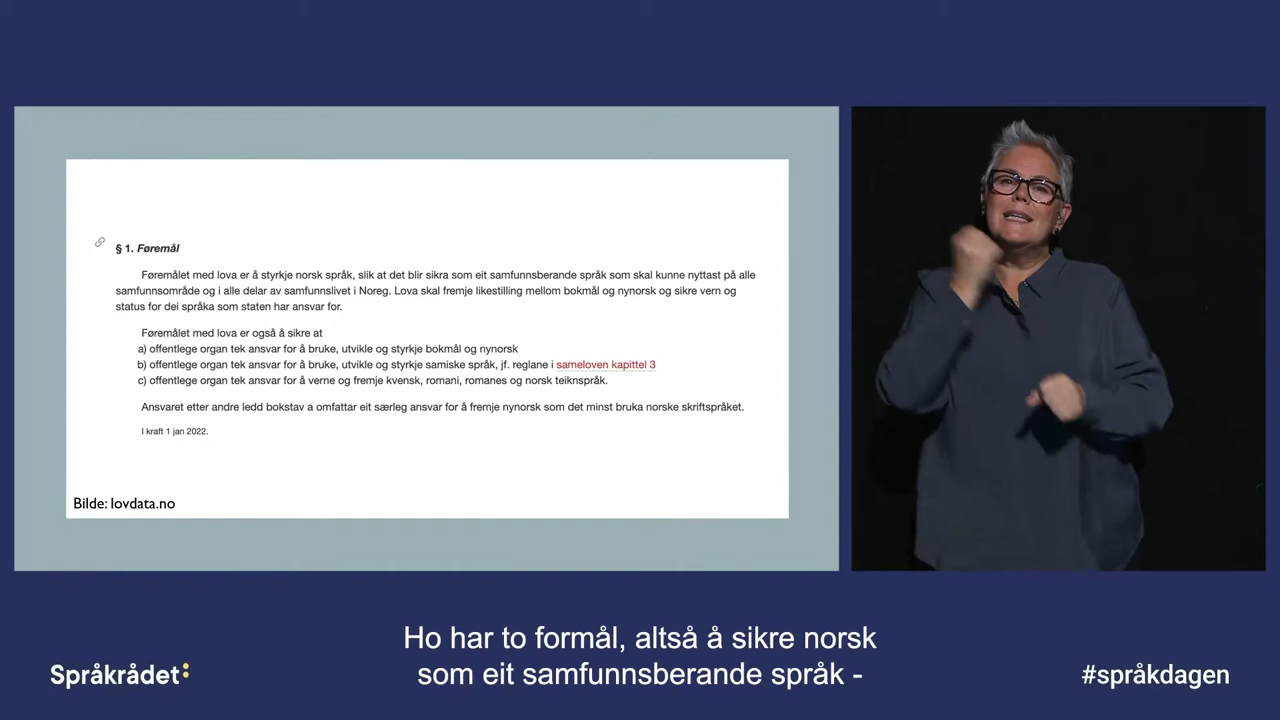 § 1. Føremål
Føremålet med lova er å styrkje norsk språk, slik at det blir sikra som eit samfunnsberande språk som skal kunne nyttast på alle
samfunnsområde og i alle delar av samfunnslivet i Noreg. Lova skal fremje likestilling mellom bokmål og nynorsk og sikre vern og
status for dei språka som staten har ansvar for.
Føremålet med lova er også å sikre at
a) offentlege organ tek ansvar for å bruke, utvikle og styrkje bokmål og nynorsk
b) offentlege organ tek ansvar for å bruke, utvikle og styrkje samiske språk, jf. reglane i sameloven kapittel 3
c) offentlege organ tek ansvar for å verne og fremje kvensk, romani, romanes og norsk teiknspråk.
Ansvaret etter andre ledd bokstav a omfattar eit særleg ansvar for å fremje nynorsk som det minst bruka norske skriftspråket.
I kraft 1 jan 2022.
Bilde: lovdata.no
Ho har to formål, altså å sikre norsk
som eit samfunnsberande språk -
Språkrådet:
#språkdagen